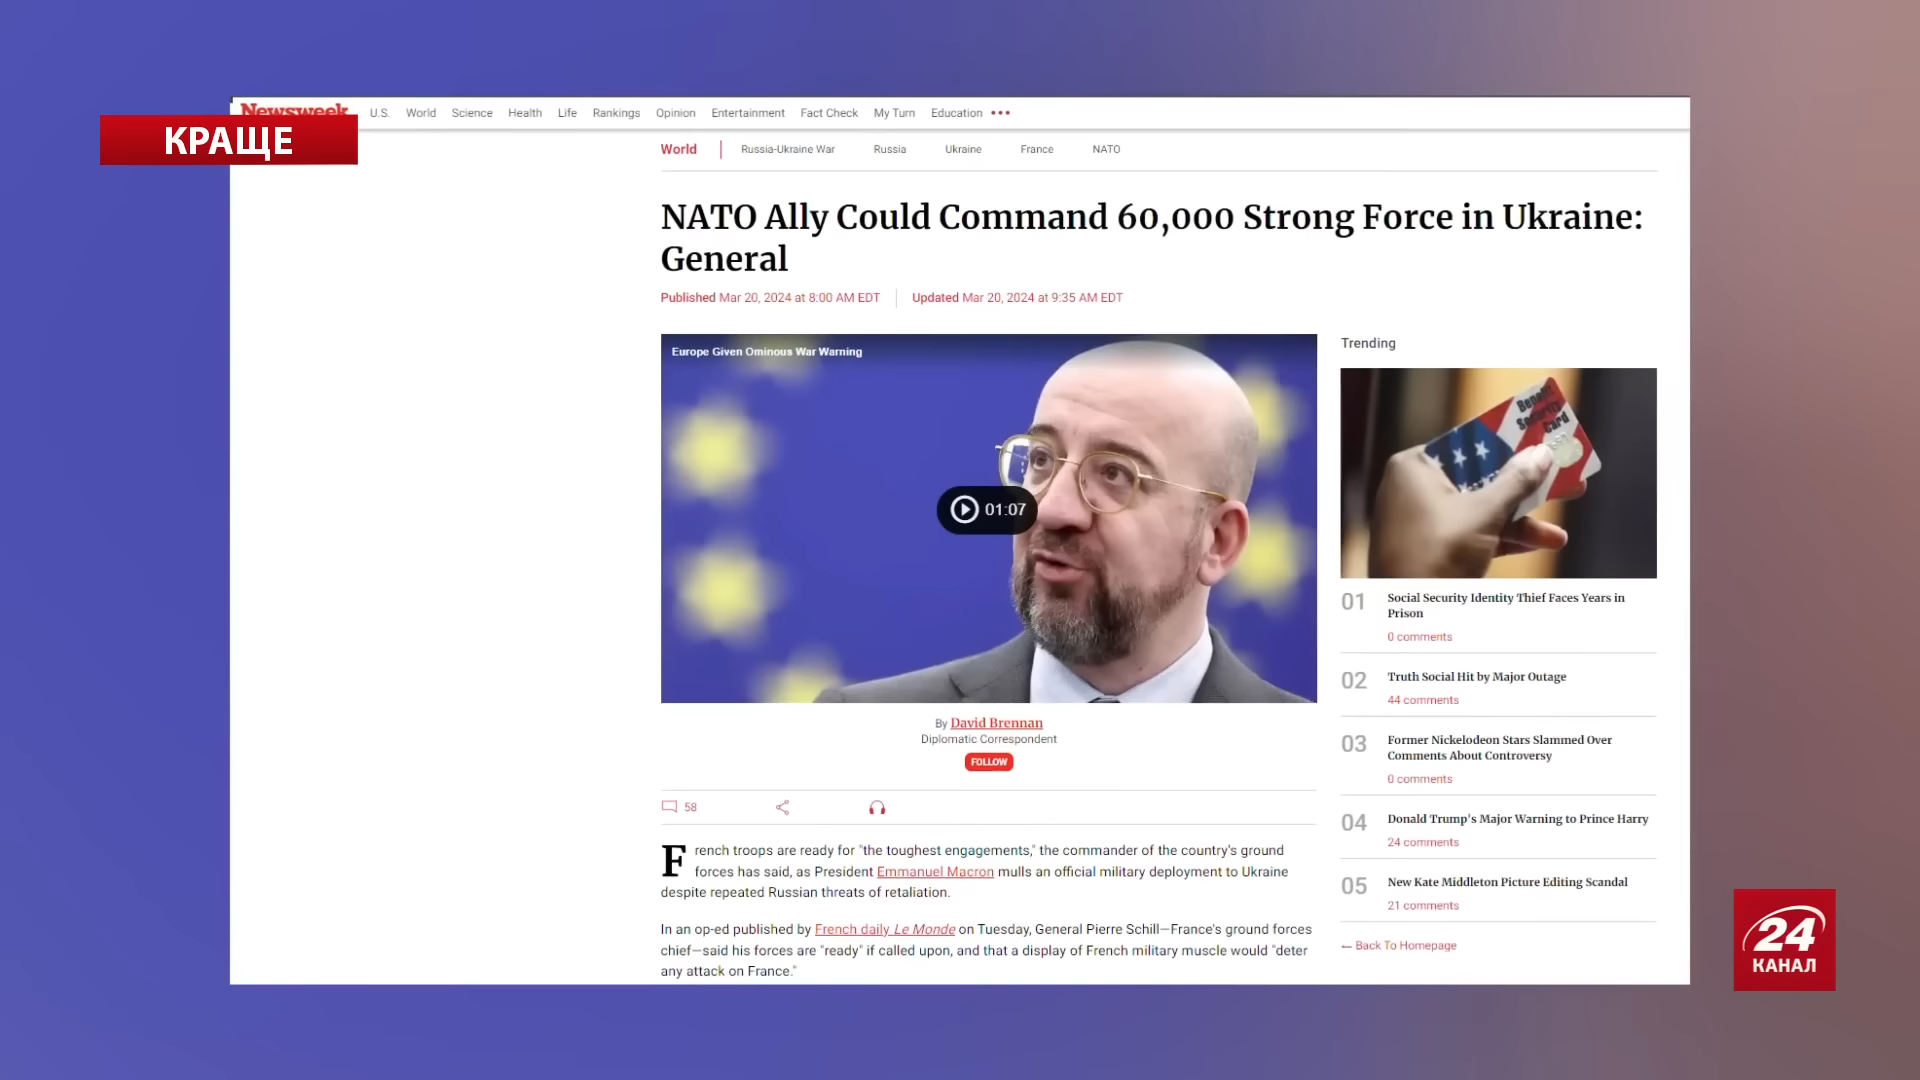 Newsweek
U.S. World Science Health Life Rankings Opinion Entertainment Fact Check My Turn Education •••
КРАЩЕ
World | Russia-Ukraine War Russia Ukraine France NATO
NATO Ally Could Command 60,000 Strong Force in Ukraine:
General
Published Mar 20, 2024 at 8:00 AM EDT | Updated Mar 20, 2024 at 9:35 AM EDT
Europe Given Ominous War Warning
01:07
By David Brennan
Diplomatic Correspondent
FOLLOW
58
French troops are ready for "the toughest engagements," the commander of the country's ground
forces has said, as President Emmanuel Macron mulls an official military deployment to Ukraine
despite repeated Russian threats of retaliation.
In an op-ed published by French daily Le Monde on Tuesday, General Pierre Schill—France's ground forces
chief—said his forces are "ready" if called upon, and that a display of French military muscle would "deter
any attack on France."
Trending
Benefit
Security
Card
01 Social Security Identity Thief Faces Years in
Prison
0 comments
02 Truth Social Hit by Major Outage
44 comments
03 Former Nickelodeon Stars Slammed Over
Comments About Controversy
0 comments
04 Donald Trump's Major Warning to Prince Harry
24 comments
05 New Kate Middleton Picture Editing Scandal
21 comments
← Back To Homepage
24
КАНАЛ